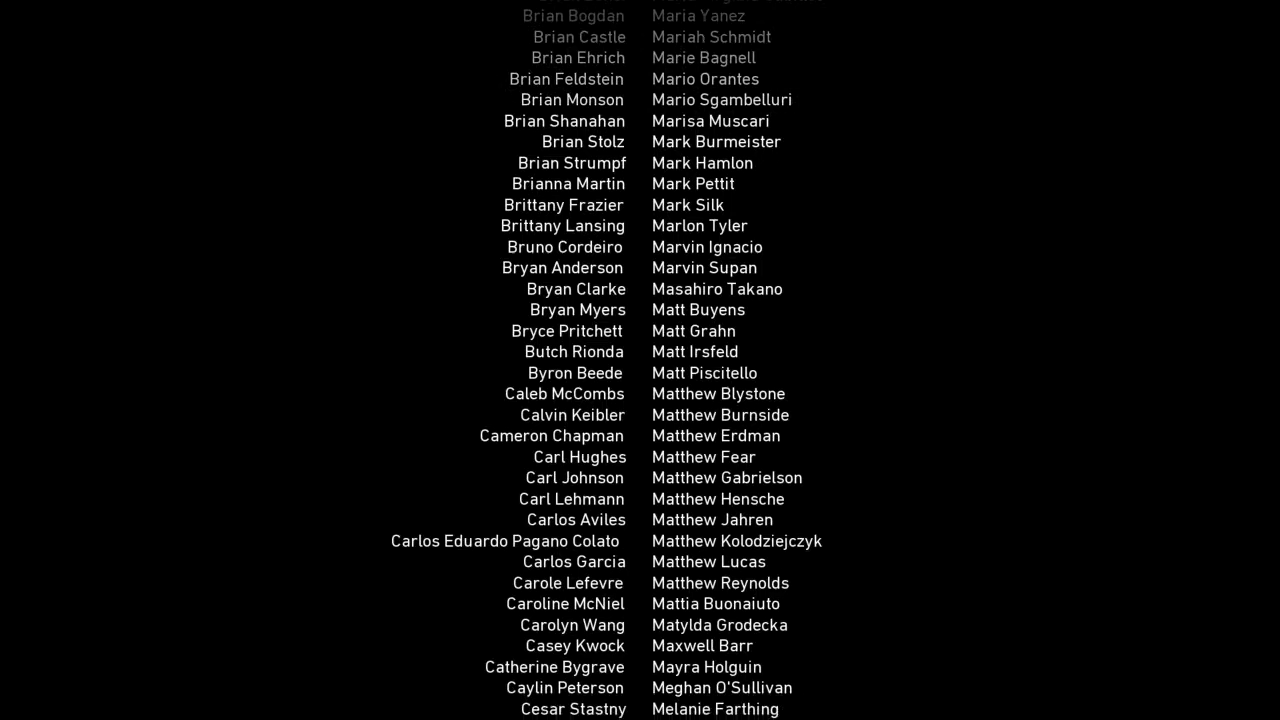 Brian Bogdan Maria Yanez
Brian Castle Mariah Schmidt
Brian Ehrich Marie Bagnell
Brian Feldstein Mario Orantes
Brian Monson Mario Sgambelluri
Brian Shanahan Marisa Muscari
Brian Stolz Mark Burmeister
Brian Strumpf Mark Hamlon
Brianna Martin Mark Pettit
Brittany Frazier Mark Silk
Brittany Lansing Marlon Tyler
Bruno Cordeiro Marvin Ignacio
Bryan Anderson Marvin Supan
Bryan Clarke Masahiro Takano
Bryan Myers Matt Buyens
Bryce Pritchett Matt Grahn
Butch Rionda Matt Irsfeld
Byron Beede Matt Piscitello
Caleb McCombs Matthew Blystone
Calvin Keibler Matthew Burnside
Cameron Chapman Matthew Erdman
Carl Hughes Matthew Fear
Carl Johnson Matthew Gabrielson
Carl Lehmann Matthew Hensche
Carlos Aviles Matthew Jahren
Carlos Eduardo Pagano Colato Matthew Kolodziejczyk
Carlos Garcia Matthew Lucas
Carole Lefevre Matthew Reynolds
Caroline McNiel Mattia Buonaiuto
Carolyn Wang Matylda Grodecka
Casey Kwock Maxwell Barr
Catherine Bygrave Mayra Holguin
Caylin Peterson Meghan O'Sullivan
Cesar Stastny Melanie Farthing